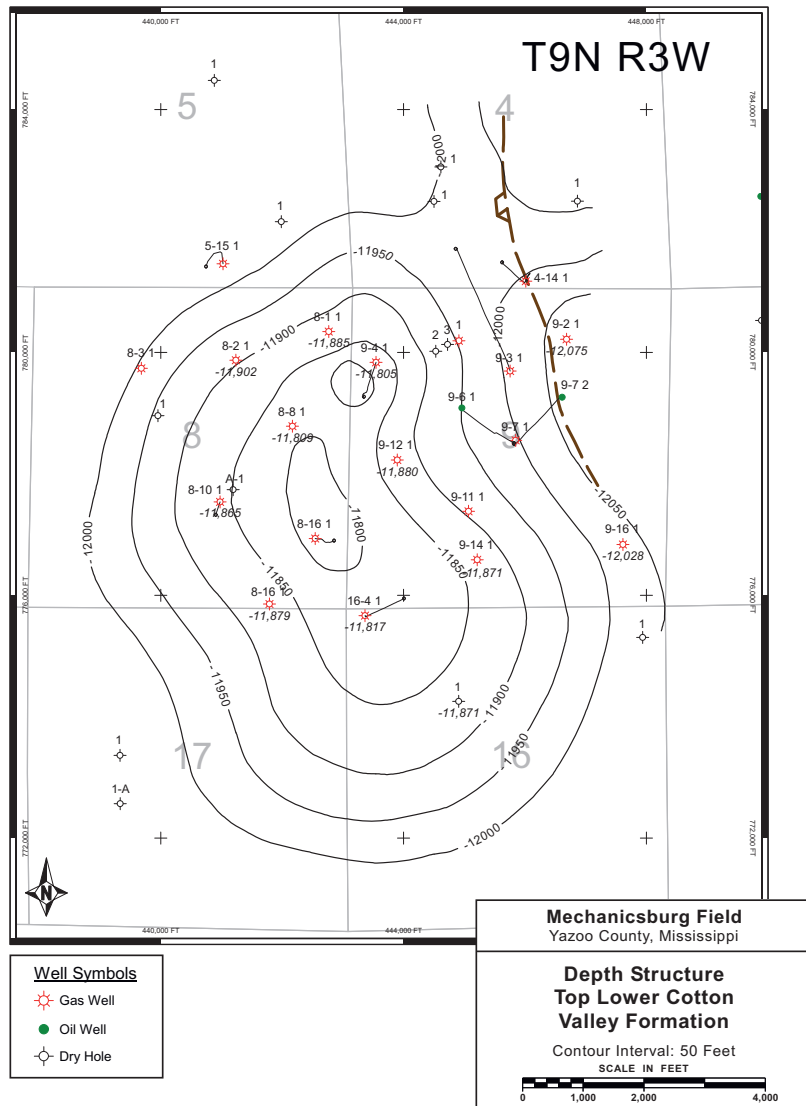 440,000 FT
444,000 FT
448,000 FT
T9N R3W
784,000 FT
784,000 FT
5
4
1
-12000
1
1
1
1
5-15 1
-11950
4-14 1
8-1 1
-11885
-11900
8-2 1
-11,902
8-3 1
9-4 1
-11,805
2
3
1
-12000
9-3 1
9-2 1
-12,075
780,000 FT
780,000 FT
9-7 2
9-6 1
1
8
8-8 1
-11,809
9
9-7 1
9-12 1
-11,880
A-1
8-10 1
-11,865
-11800
9-11 1
-12050
8-16 1
-12000
9-14 1
-11,871
9-16 1
-12,028
-11850
-11850
8-16 1
-11,879
16-4 1
-11,817
776,000 FT
776,000 FT
1
-11950
1
-11,871
-11900
1
17
16
-11950
1-A
-12000
772,000 FT
772,000 FT
N
440,000 FT
444,000 FT
Mechanicsburg Field
Yazoo County, Mississippi
Depth Structure
Top Lower Cotton
Valley Formation
Contour Interval: 50 Feet
SCALE IN FEET
0
1,000
2,000
4,000
Well Symbols
Gas Well
Oil Well
Dry Hole